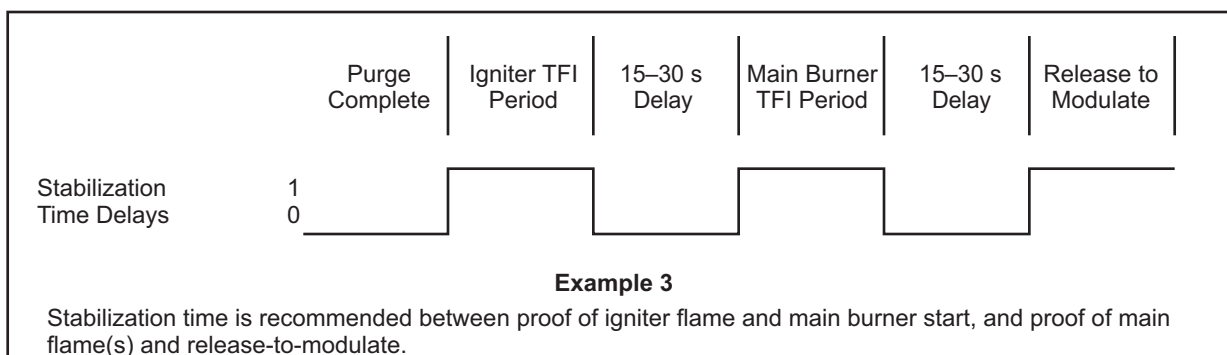 Purge Complete
Igniter TFI Period
15–30 s Delay
Main Burner TFI Period
15–30 s Delay
Release to Modulate
Stabilization Time Delays
1
0
Example 3
Stabilization time is recommended between proof of igniter flame and main burner start, and proof of main
flame(s) and release-to-modulate.